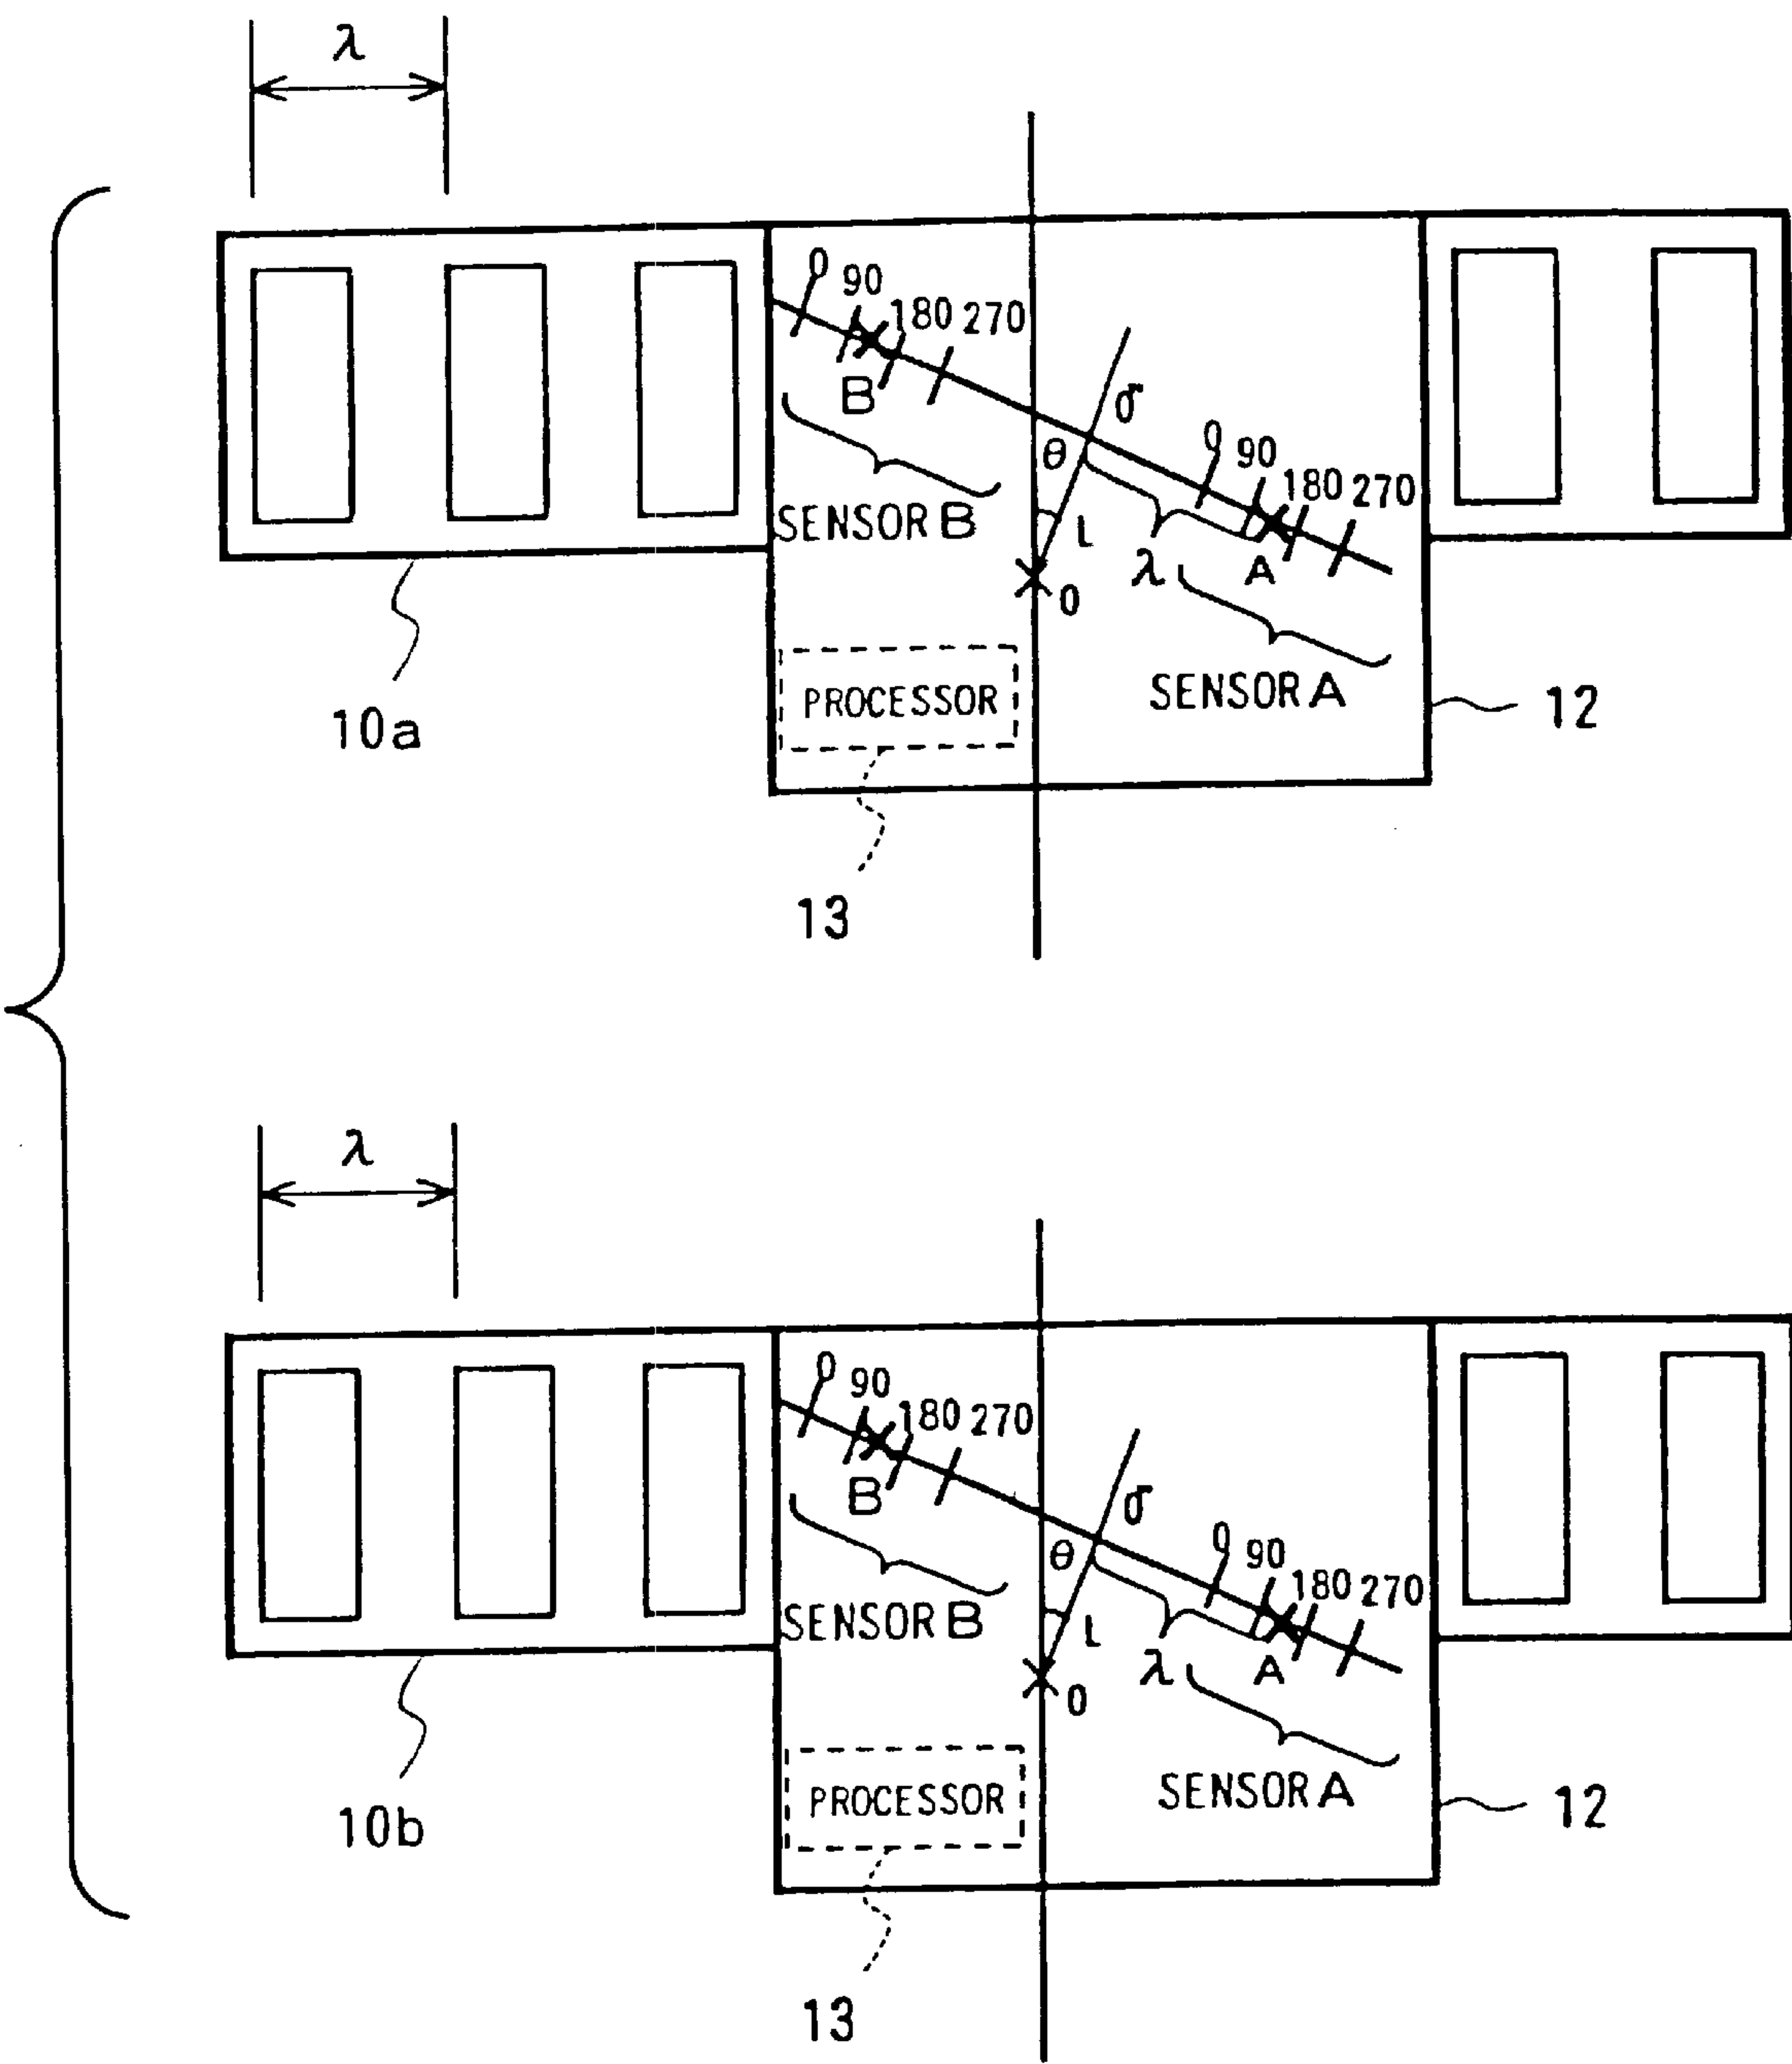 λ
0 90 180 270
B
σ
θ
0 90 180 270
SENSOR B
L
λ
A
0
PROCESSOR
SENSOR A
12
10a
13
λ
0 90 180 270
B
σ
θ
0 90 180 270
SENSOR B
L
λ
A
0
PROCESSOR
SENSOR A
12
10b
13